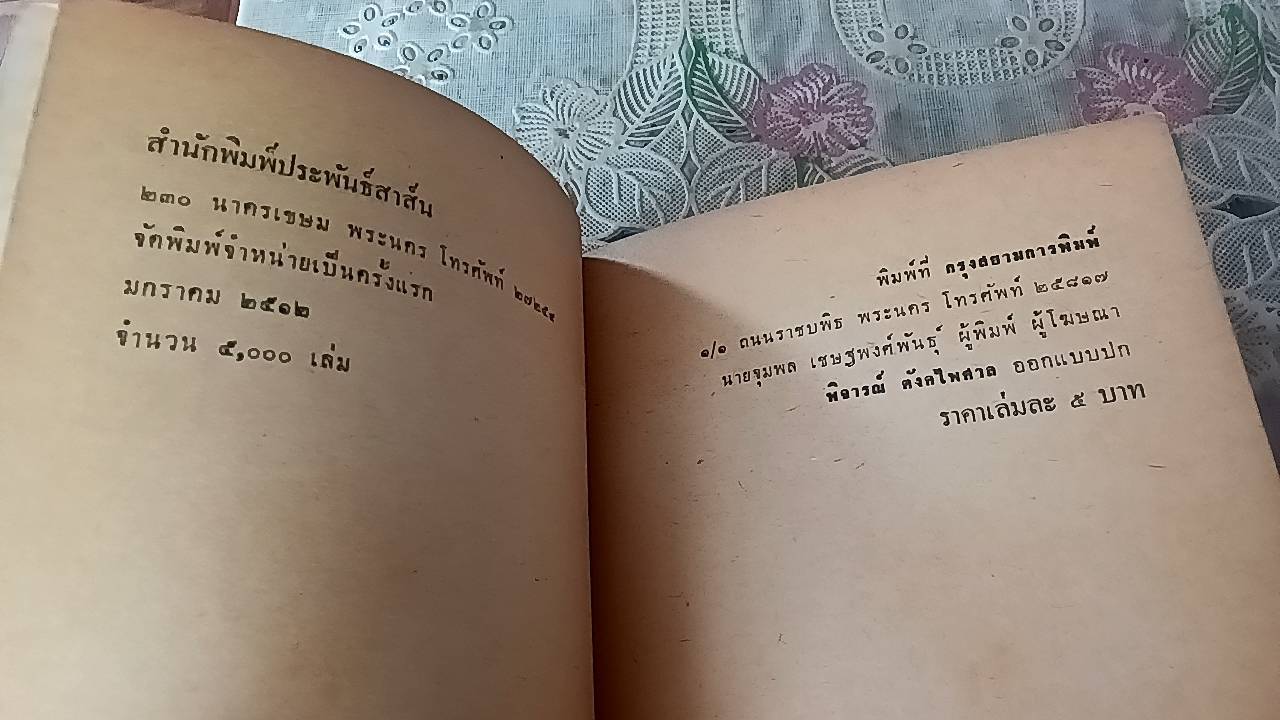 สำนักพิมพ์ประพันธ์สาส์น
๒๓๐ นาครเขษม พระนคร โทรศัพท์
จัดพิมพ์จำหน่ายเป็นครั้งแรก
มกราคม ๒๕๑๒
จำนวน ๕,๐๐๐ เล่ม
พิมพ์ที่ กรุงสยามการพิมพ์
๑/๑ ถนนราชบพิธ พระนคร โทรศัพท์ ๒๕๘๑๗
นายจุมพล เชษฐพงศ์พันธุ์ ผู้พิมพ์ ผู้โฆษณา
พิจารณ์ ตังคไพศาล ออกแบบปก
ราคาเล่มละ ๕ บาท